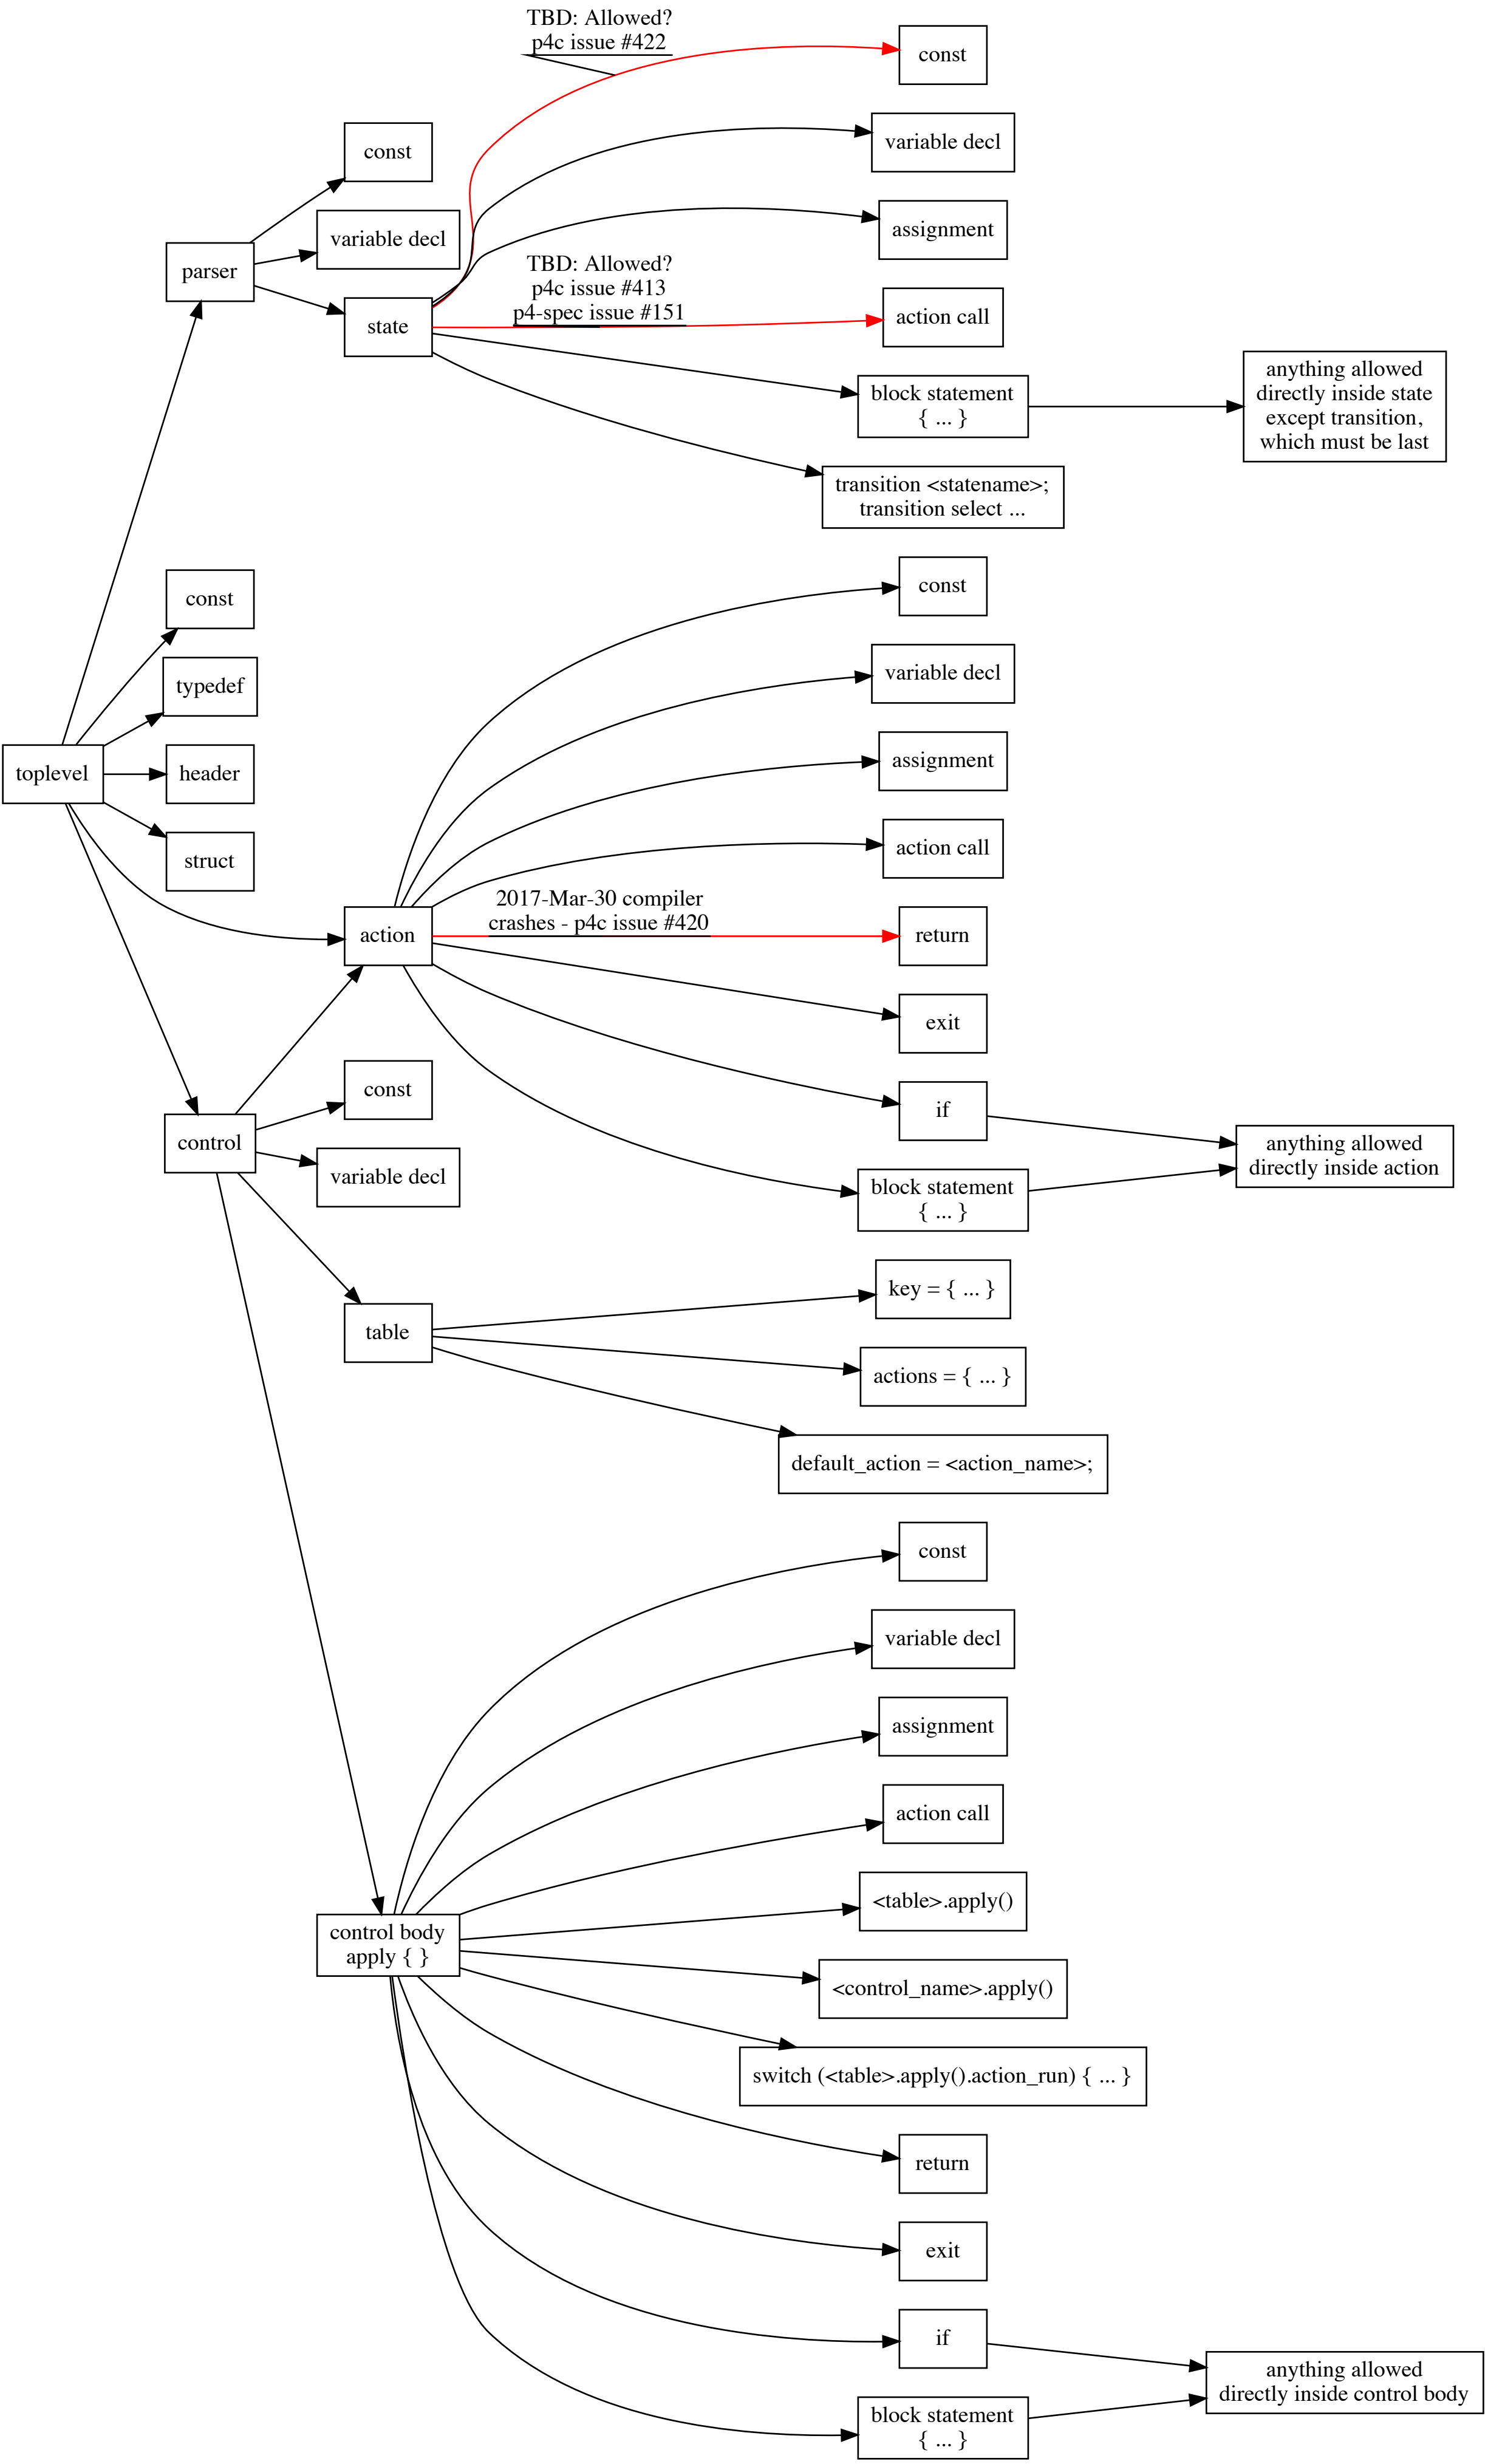 TBD: Allowed?
p4c issue #422
const
const
variable decl
parser
variable decl
assignment
TBD: Allowed?
p4c issue #413
p4-spec issue #151
state
action call
block statement
{ ... }
anything allowed
directly inside state
except transition,
which must be last
transition <statename>;
transition select ...
const
typedef
toplevel
header
struct
const
variable decl
assignment
action call
2017-Mar-30 compiler
crashes - p4c issue #420
action
return
exit
const
if
control
variable decl
anything allowed
directly inside action
block statement
{ ... }
key = { ... }
table
actions = { ... }
default_action = <action_name>;
const
variable decl
assignment
action call
<table>.apply()
control body
apply { }
<control_name>.apply()
switch (<table>.apply().action_run) { ... }
return
exit
if
anything allowed
directly inside control body
block statement
{ ... }